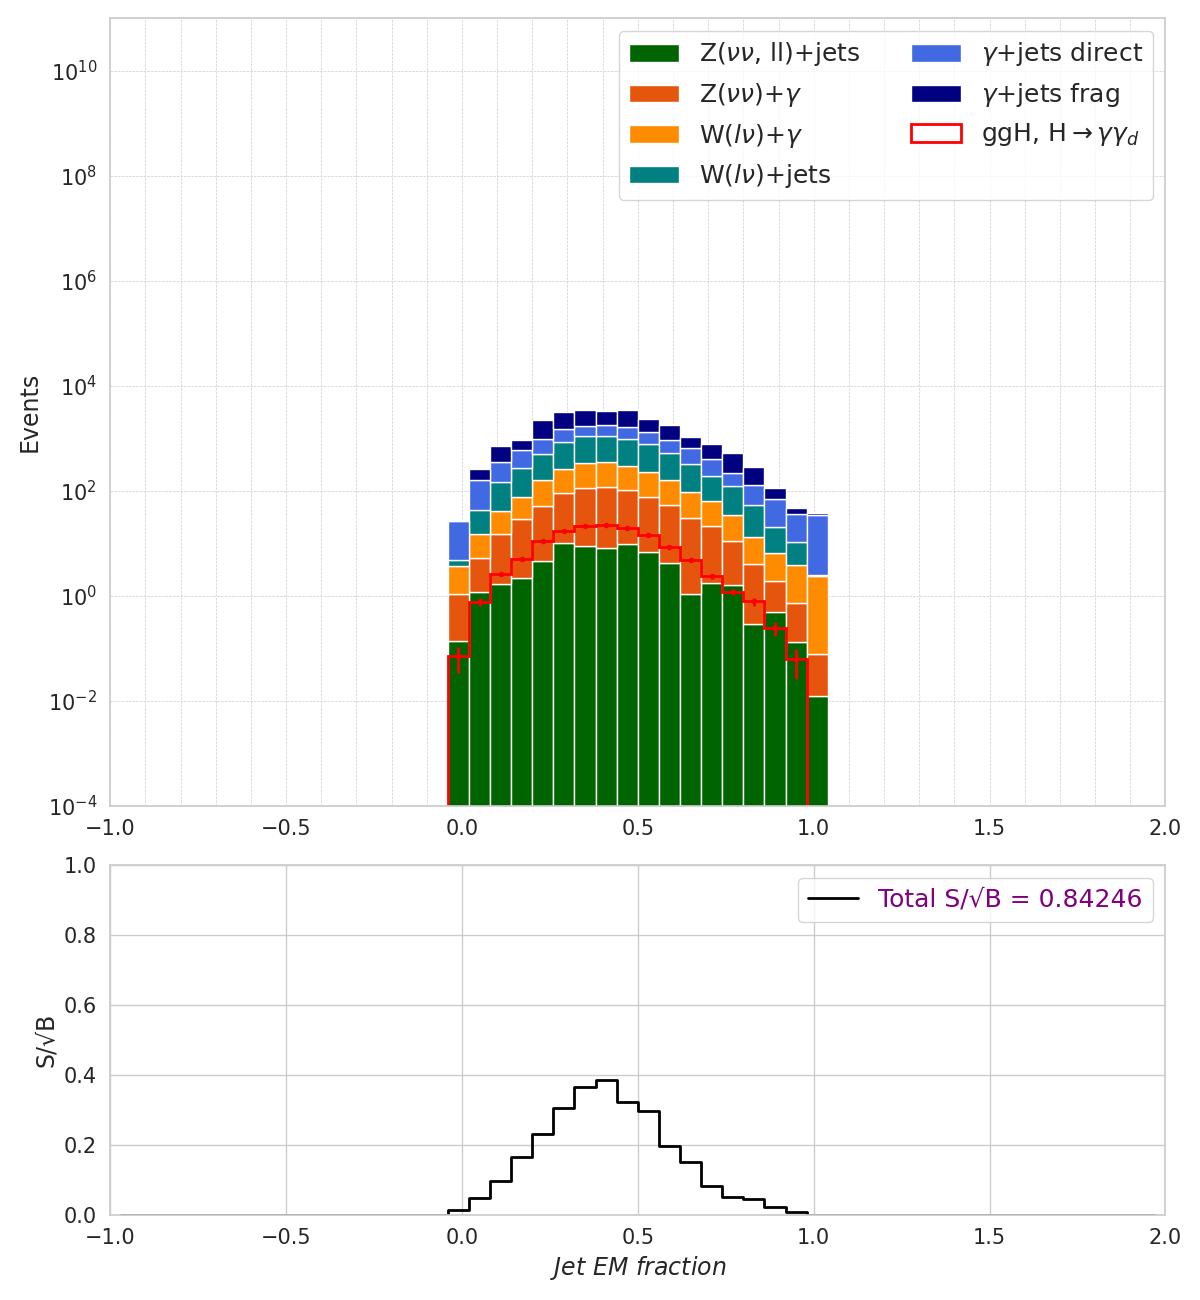 Z(νν, ll)+jets
Z(νν)+γ
W(lν)+γ
W(lν)+jets
γ+jets direct
γ+jets frag
ggH, H→γγ_d
Events
10^10
10^8
10^6
10^4
10^2
10^0
10^−2
10^−4
−1.0 −0.5 0.0 0.5 1.0 1.5 2.0
Total S/√B = 0.84246
S/√B
1.0
0.8
0.6
0.4
0.2
0.0
−1.0 −0.5 0.0 0.5 1.0 1.5 2.0
Jet EM fraction